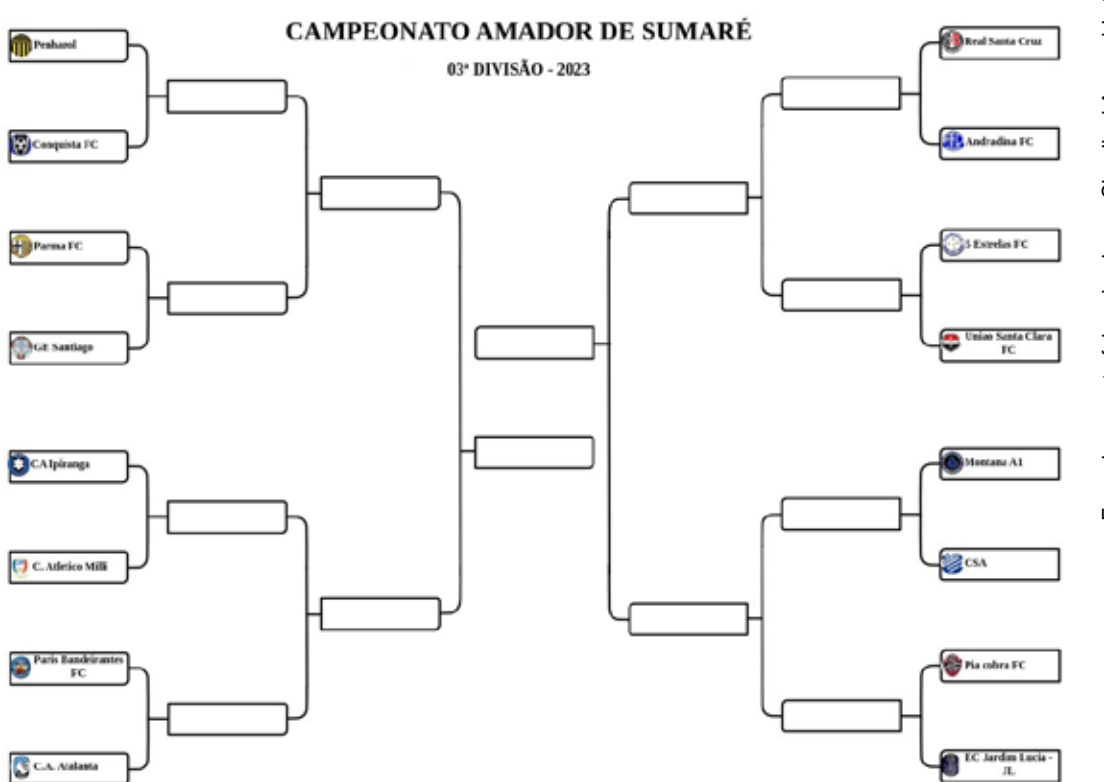 CAMPEONATO AMADOR DE SUMARÉ
03ª DIVISÃO - 2023
Penharol
Conquista FC
Parma FC
GE Santiago
CA Ipiranga
C. Atletico Milli
Paris Bandeirantes
FC
C.A. Atalanta
Real Santa Cruz
Andradina FC
5 Estrelas FC
Uniao Santa Clara
FC
Montana A1
CSA
Pia cobra FC
EC Jardim Lucia -
JL